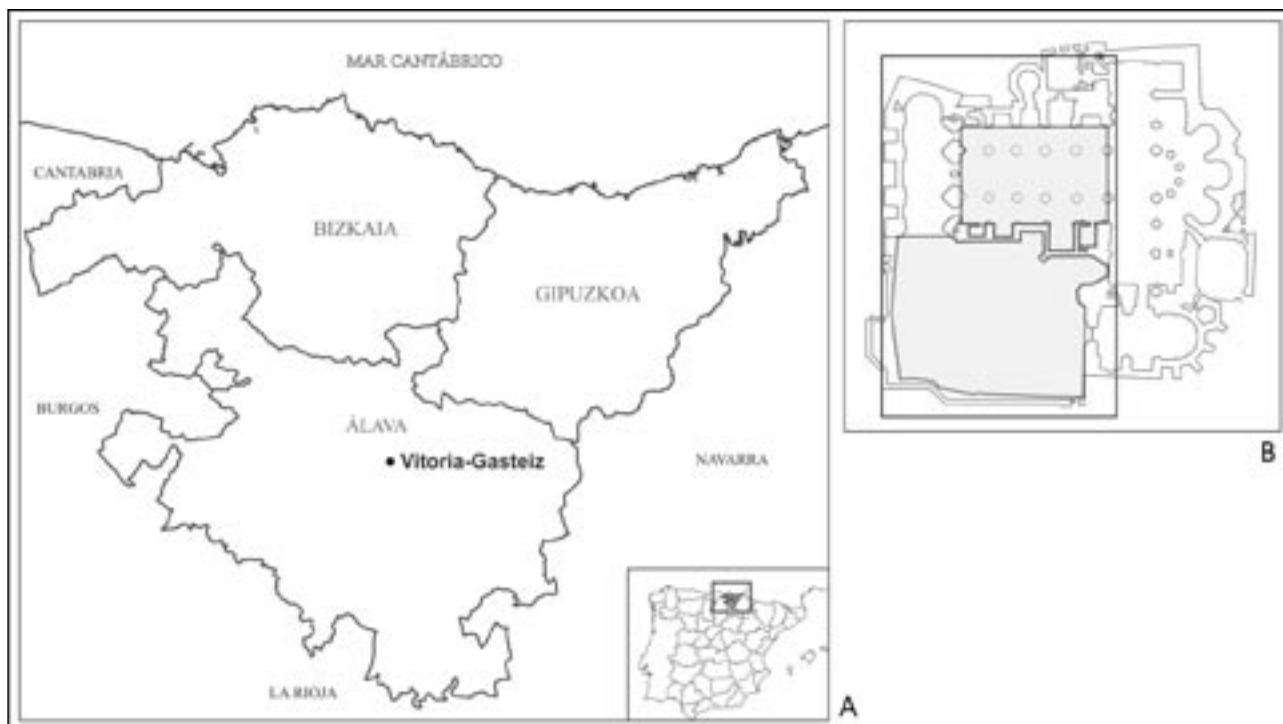 MAR CANTÁBRICO
CANTABRIA
BIZKAIA
GIPUZKOA
BURGOS
ÁLAVA
Vitoria-Gasteiz
NAVARRA
LA RIOJA
A
B